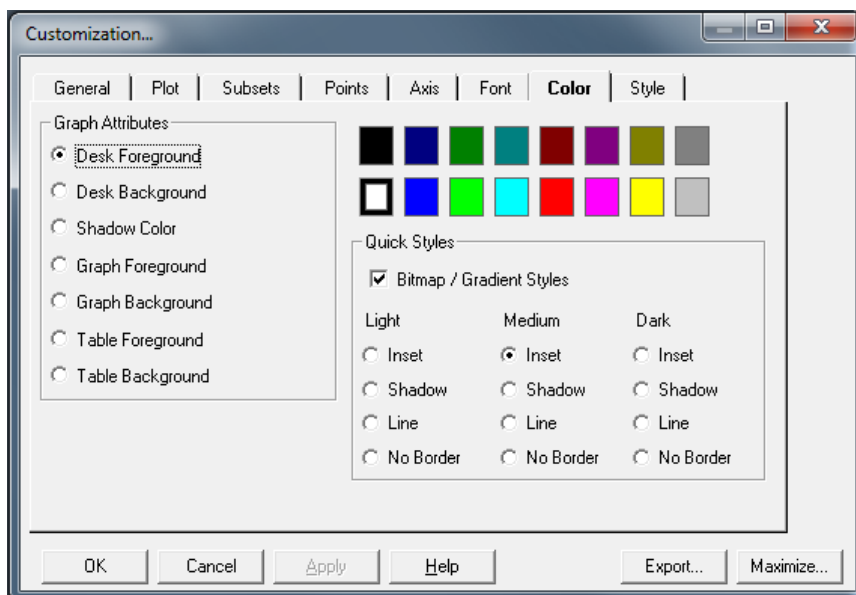 Customization...
General Plot Subsets Points Axis Font Color Style
Graph Attributes
Desk Foreground
Desk Background
Shadow Color
Graph Foreground
Graph Background
Table Foreground
Table Background
Quick Styles
Bitmap / Gradient Styles
Light Medium Dark
Inset Inset Inset
Shadow Shadow Shadow
Line Line Line
No Border No Border No Border
OK Cancel Apply Help Export... Maximize...